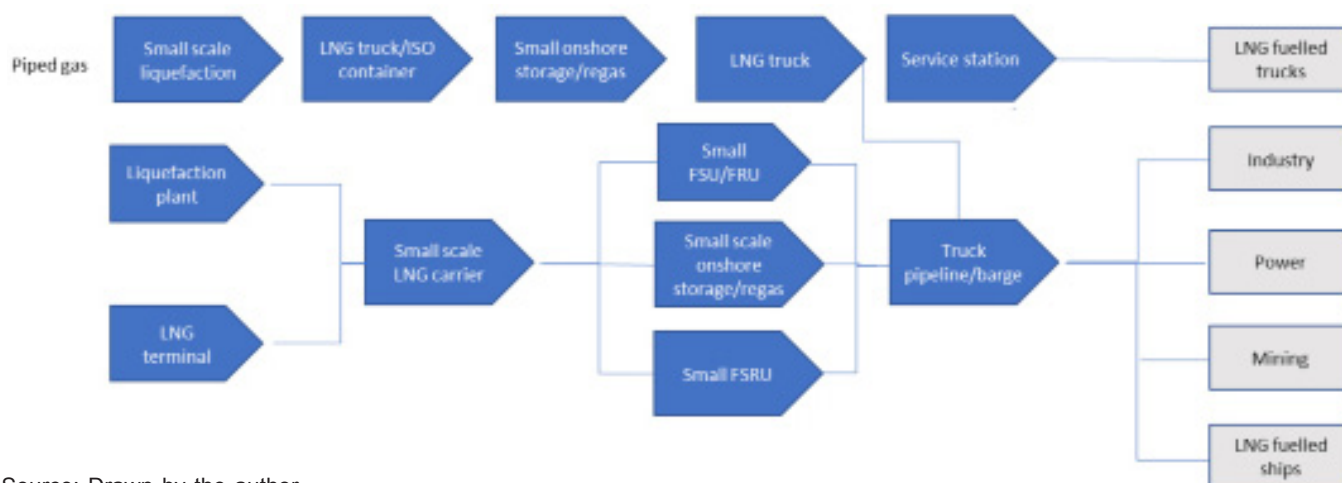 Piped gas
Small scale
liquefaction
LNG truck/ISO
container
Small onshore
storage/regas
LNG truck
Service station
LNG fuelled
trucks
Liquefaction
plant
LNG
terminal
Small scale
LNG carrier
Small
FSU/FRU
Small scale
onshore
storage/regas
Small FSRU
Truck
pipeline/barge
Industry
Power
Mining
LNG fuelled
ships
Source: Drawn by the author